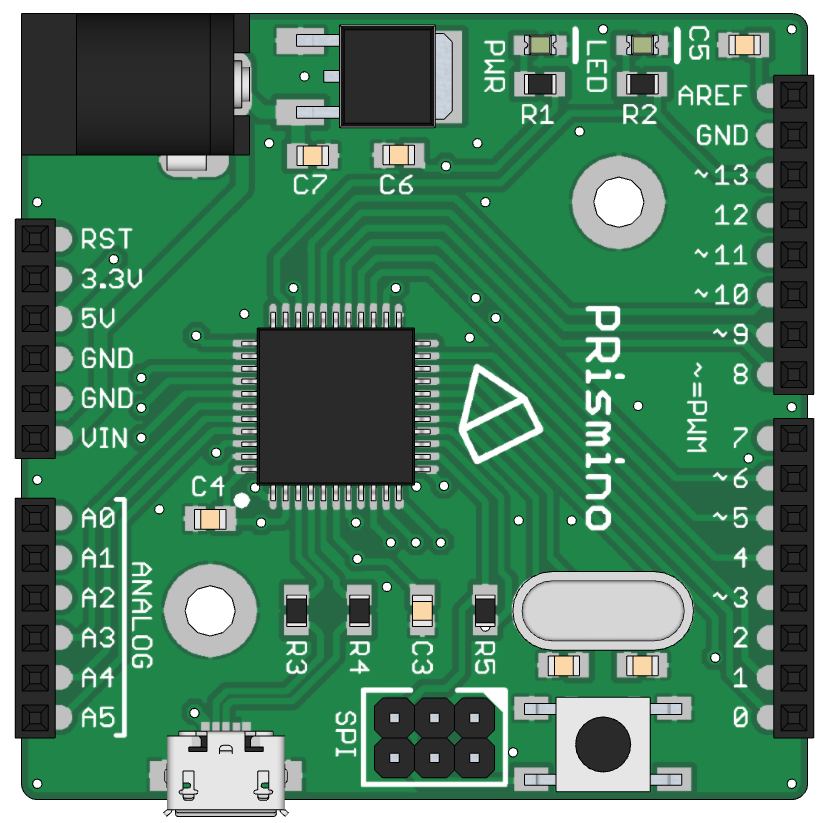 PWR
LED
C5
R1
R2
AREF
GND
~13
12
~11
~10
~9
8
C7
C6
RST
3.3V
5V
GND
GND
VIN
PRismino
~=PWM
7
~6
~5
4
~3
2
1
0
C4
A0
A1
A2
A3
A4
A5
ANALOG
R3
R4
C3
R5
SPI